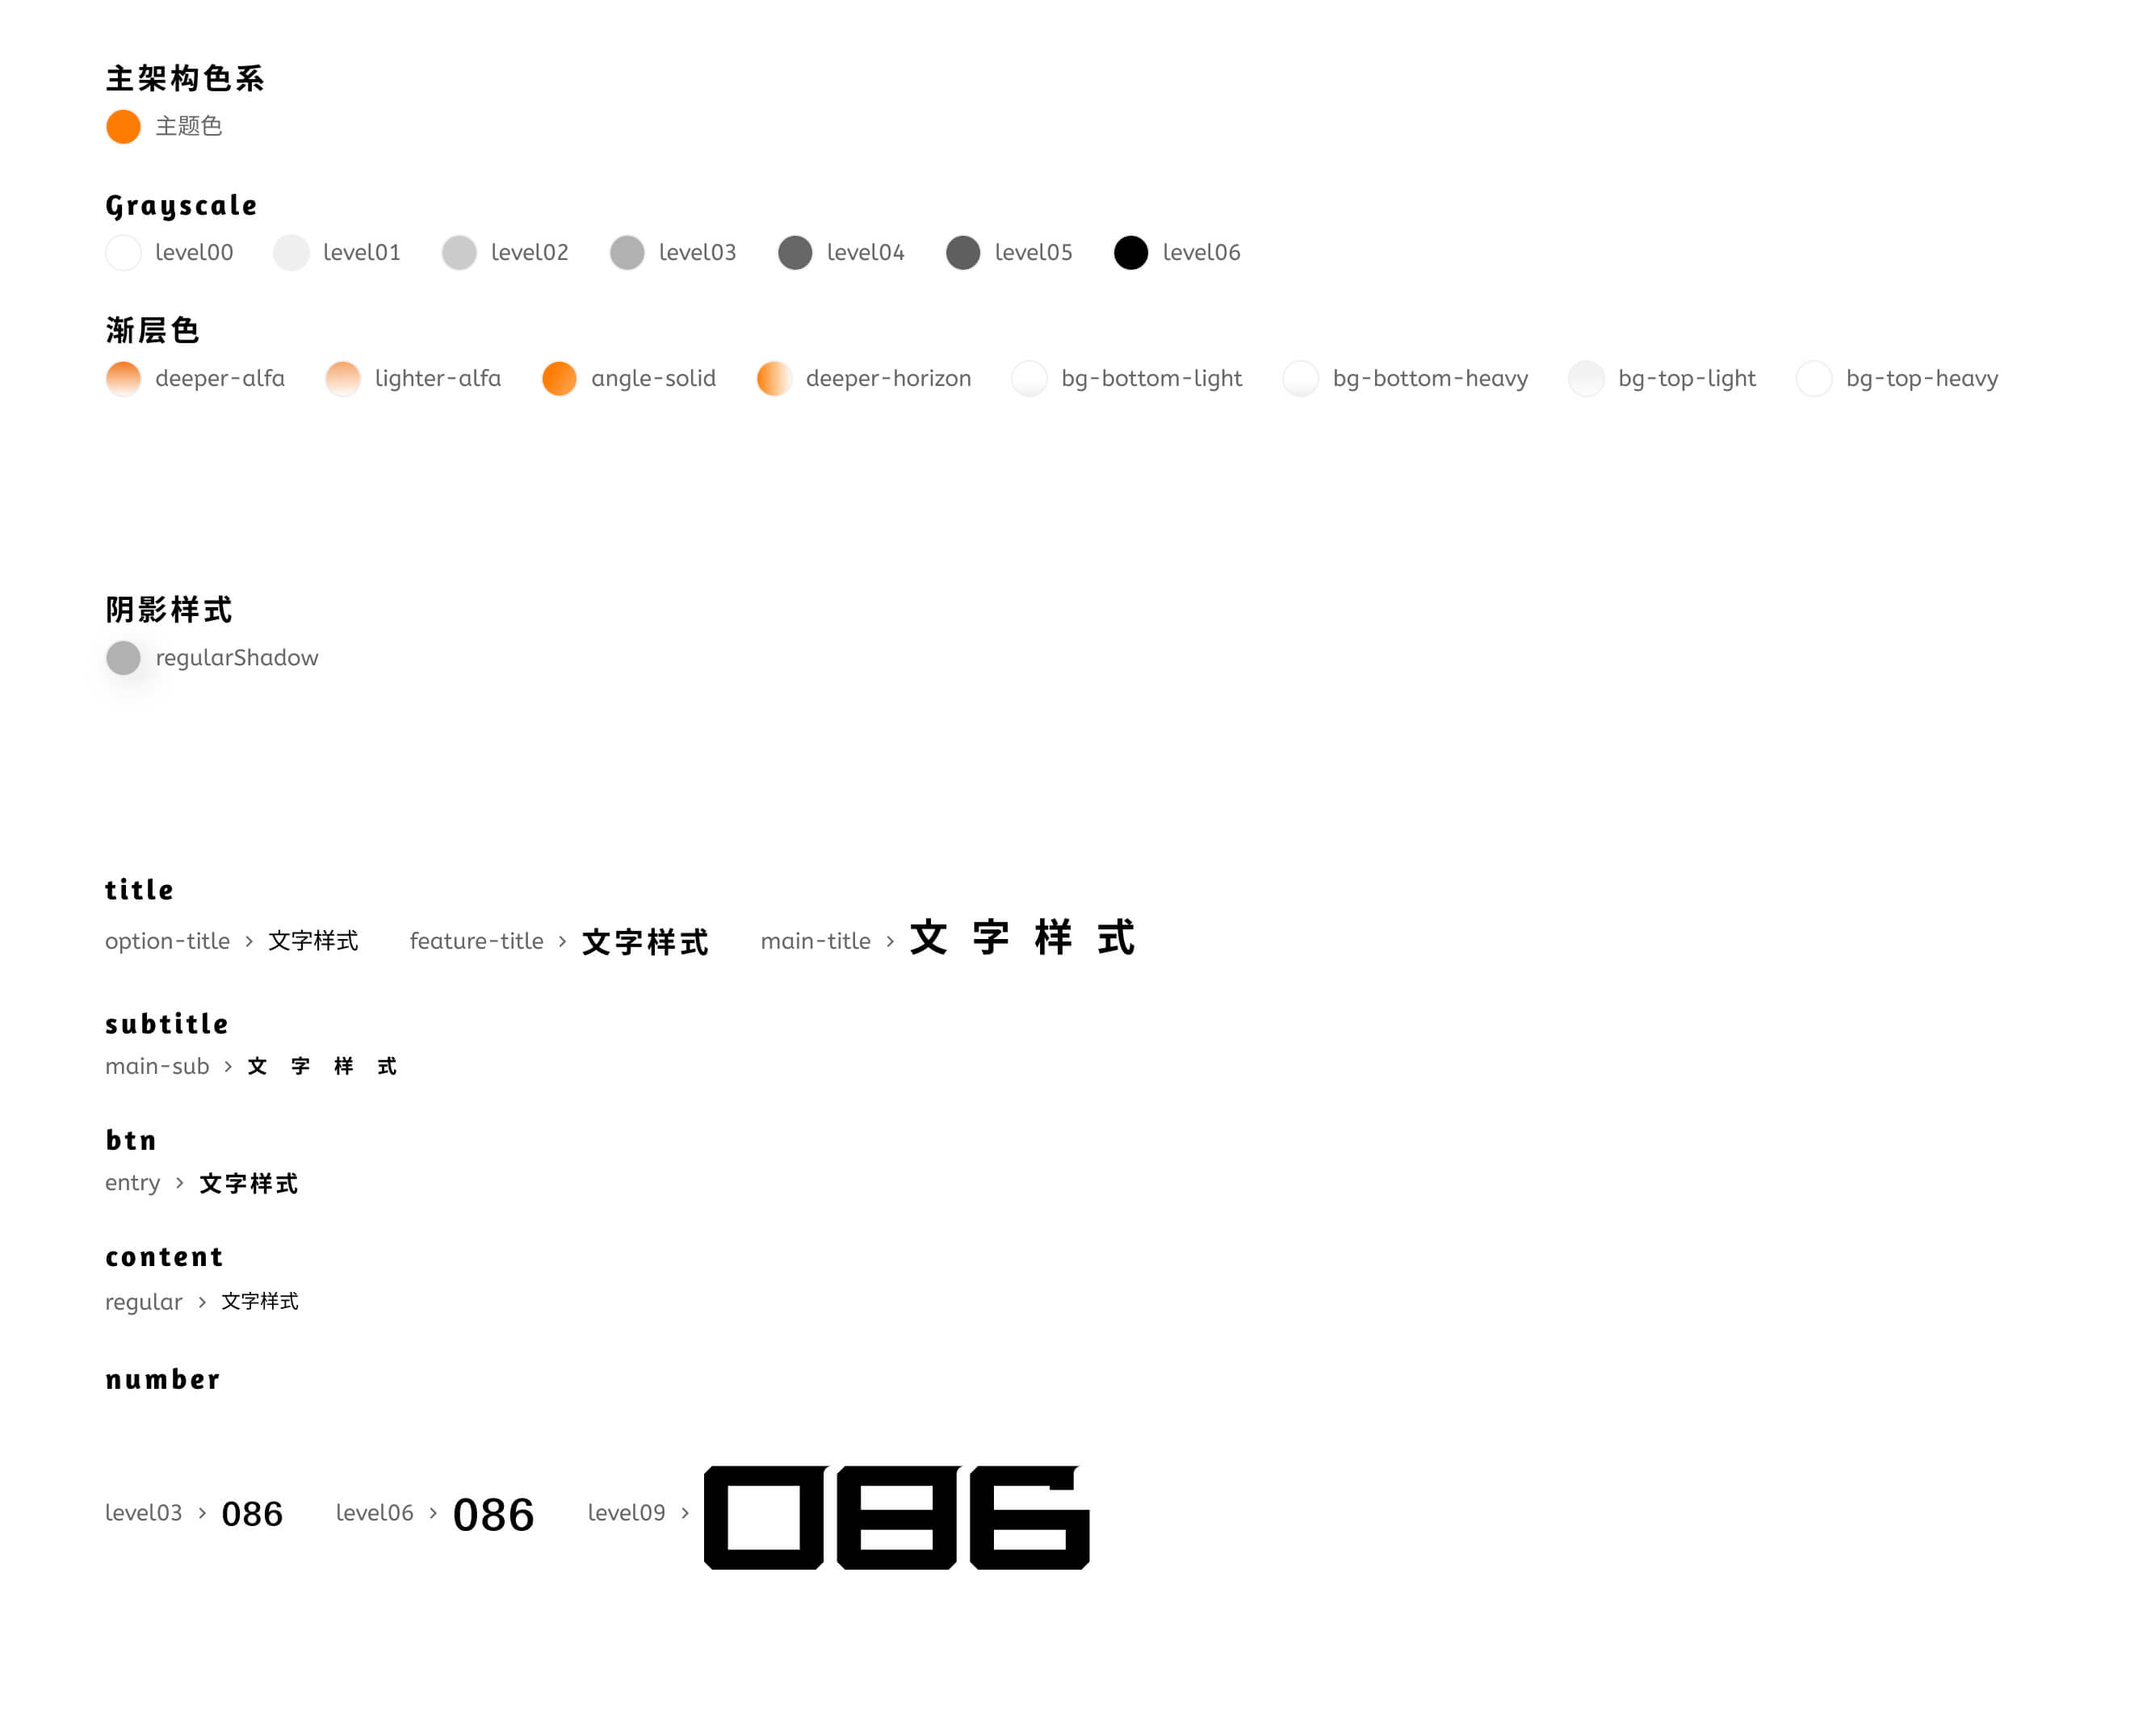 主架构色系
主题色
Grayscale
level00 level01 level02 level03 level04 level05 level06
渐层色
deeper-alfa lighter-alfa angle-solid deeper-horizon bg-bottom-light bg-bottom-heavy bg-top-light bg-top-heavy
阴影样式
regularShadow
title
option-title > 文字样式 feature-title > 文字样式 main-title > 文字样式
subtitle
main-sub > 文字样式
btn
entry > 文字样式
content
regular > 文字样式
number
level03 > 086 level06 > 086 level09 > 086